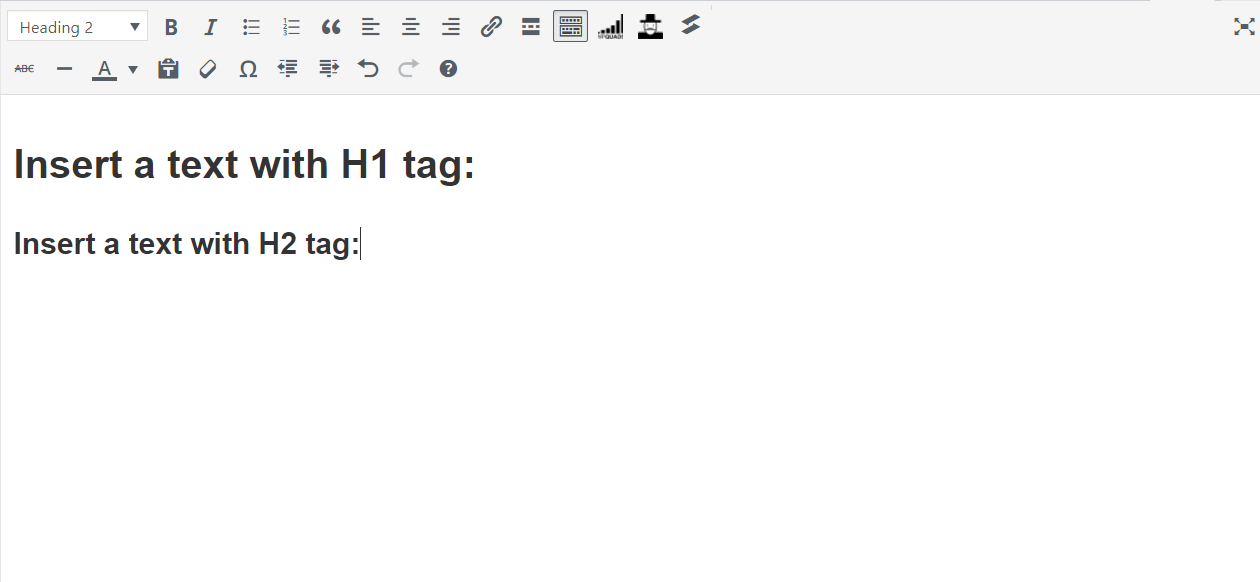 Heading 2
ABC
A
Insert a text with H1 tag:
Insert a text with H2 tag: